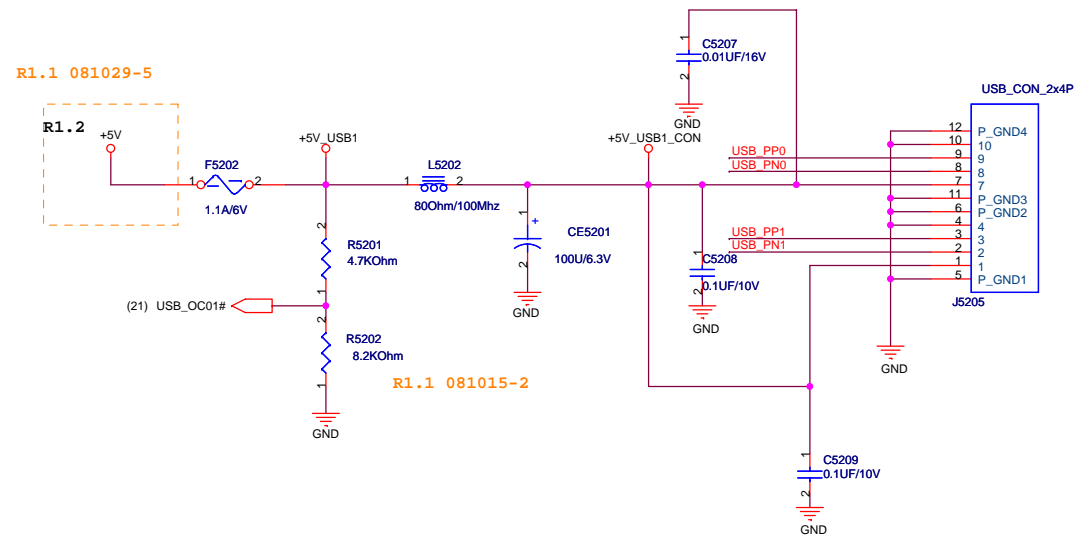 R1.1 081029-5
R1.2
+5V
F5202
1
2
1.1A/6V
+5V_USB1
L5202
1
2
80Ohm/100Mhz
2
R5201
4.7KOhm
1
(21) USB_OC01#
2
R5202
8.2KOhm
1
GND
R1.1 081015-2
1
+
CE5201
100U/6.3V
2
GND
1
C5207
0.01UF/16V
2
GND
+5V_USB1_CON
USB_PP0
USB_PN0
USB_PP1
USB_PN1
1
C5208
0.1UF/10V
2
GND
1
C5209
0.1UF/10V
2
GND
USB_CON_2x4P
12 P_GND4
10 10
9 9
8 8
7 7
11 P_GND3
6 P_GND2
4 4
3 3
2 2
1 1
5 P_GND1
J5205
GND